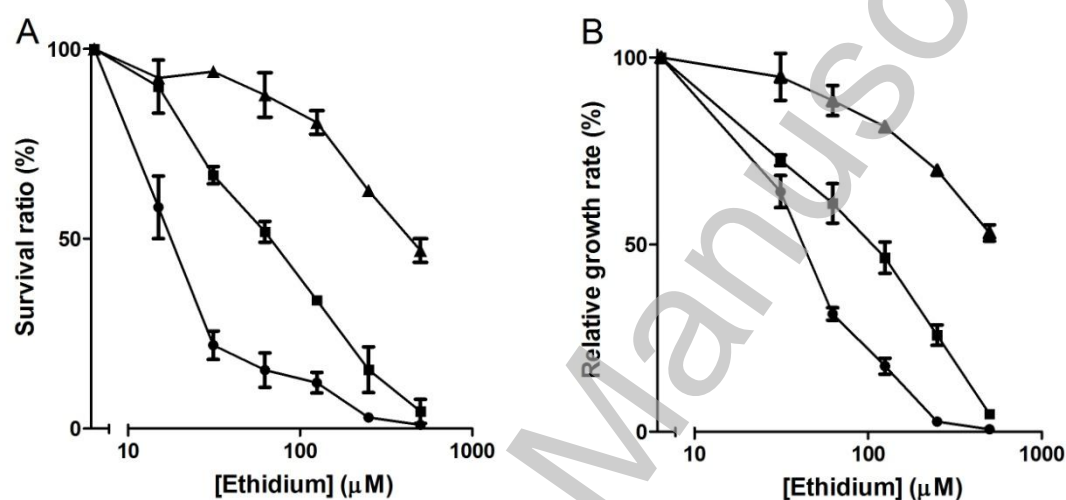 A
100
50
0
Survival ratio (%)
10
100
1000
[Ethidium] (μM)
B
100
50
0
Relative growth rate (%)
10
100
1000
[Ethidium] (μM)
Manusc